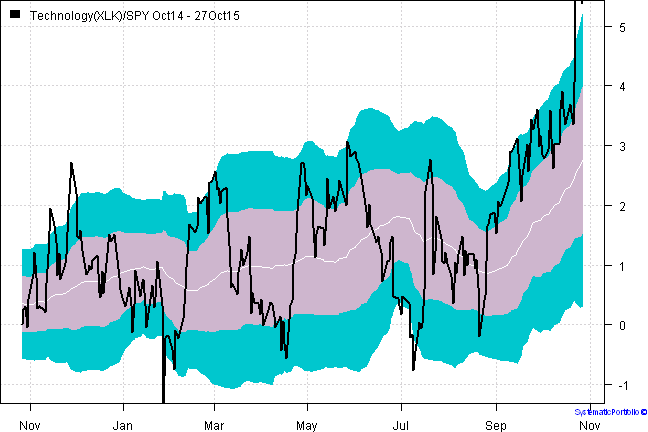 Technology(XLK)/SPY Oct14 - 27Oct15
5
4
3
2
1
0
-1
Nov Jan Mar May Jul Sep Nov
SystematicPortfolio ©